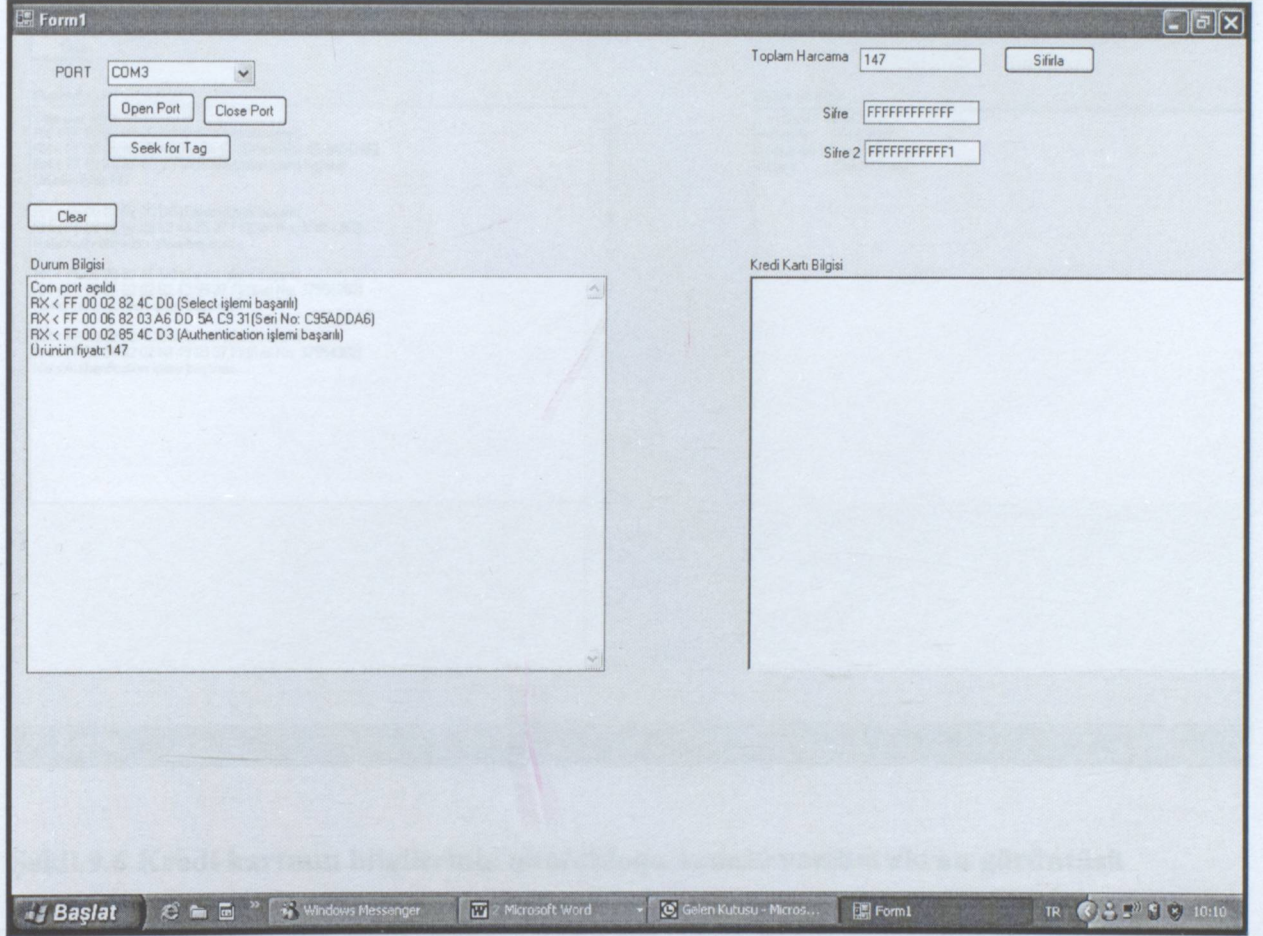 Form1
PORT COM3
Toplam Harcama 147 Sifirla
Open Port Close Port
Sifre FFFFFFFFFFFF
Seek for Tag
Sifre 2 FFFFFFFFFFF1
Clear
Durum Bilgisi
Com port açıldı
RX < FF 00 02 82 4C D0 (Select işlemi başarılı)
RX < FF 00 06 82 03 A6 DD 5A C9 31(Seri No: C95ADDA6)
RX < FF 00 02 85 4C D3 (Authentication işlemi başarılı)
Ürünün fiyatı:147
Kredi Kartı Bilgisi
Başlat Windows Messenger 2 Microsoft Word Gelen Kutusu - Micros... Form1 TR 10:10